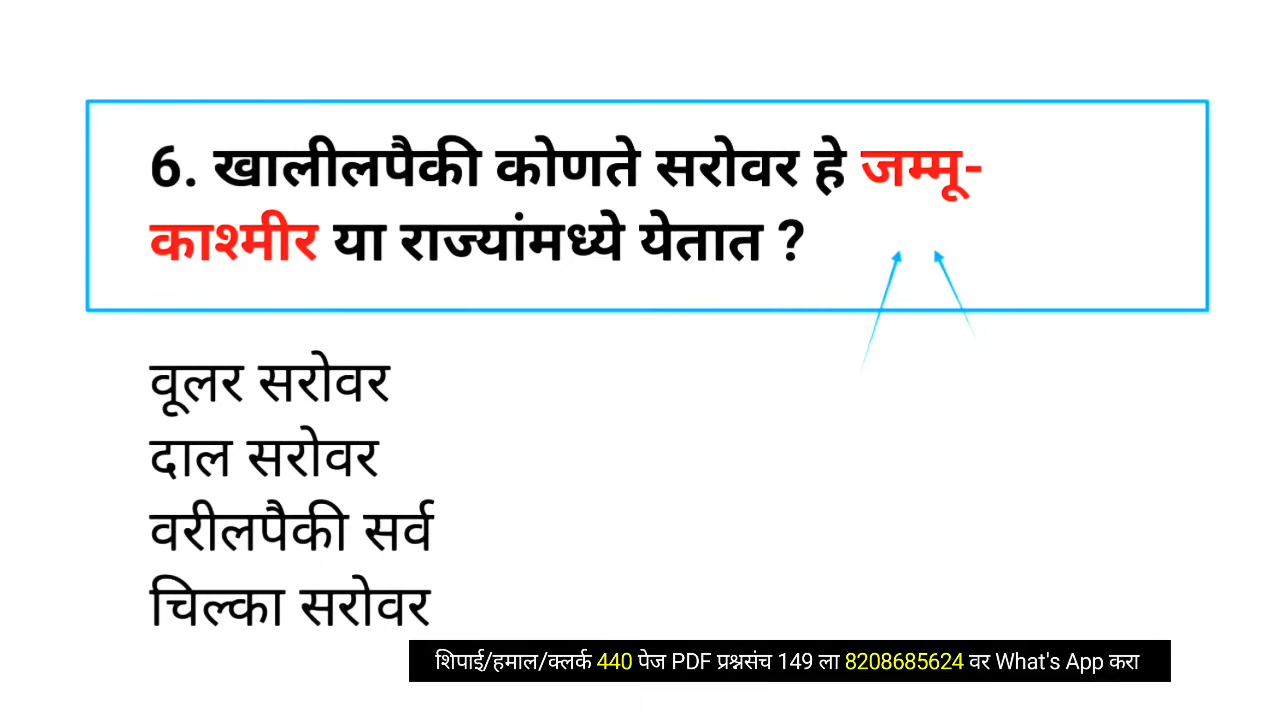 6. खालीलपैकी कोणते सरोवर हे जम्मू-
काश्मीर या राज्यांमध्ये येतात ?
वूलर सरोवर
दाल सरोवर
वरीलपैकी सर्व
चिल्का सरोवर
शिपाई/हमाल/क्लर्क 440 पेज PDF प्रश्नसंच 149 ला 8208685624 वर What's App करा